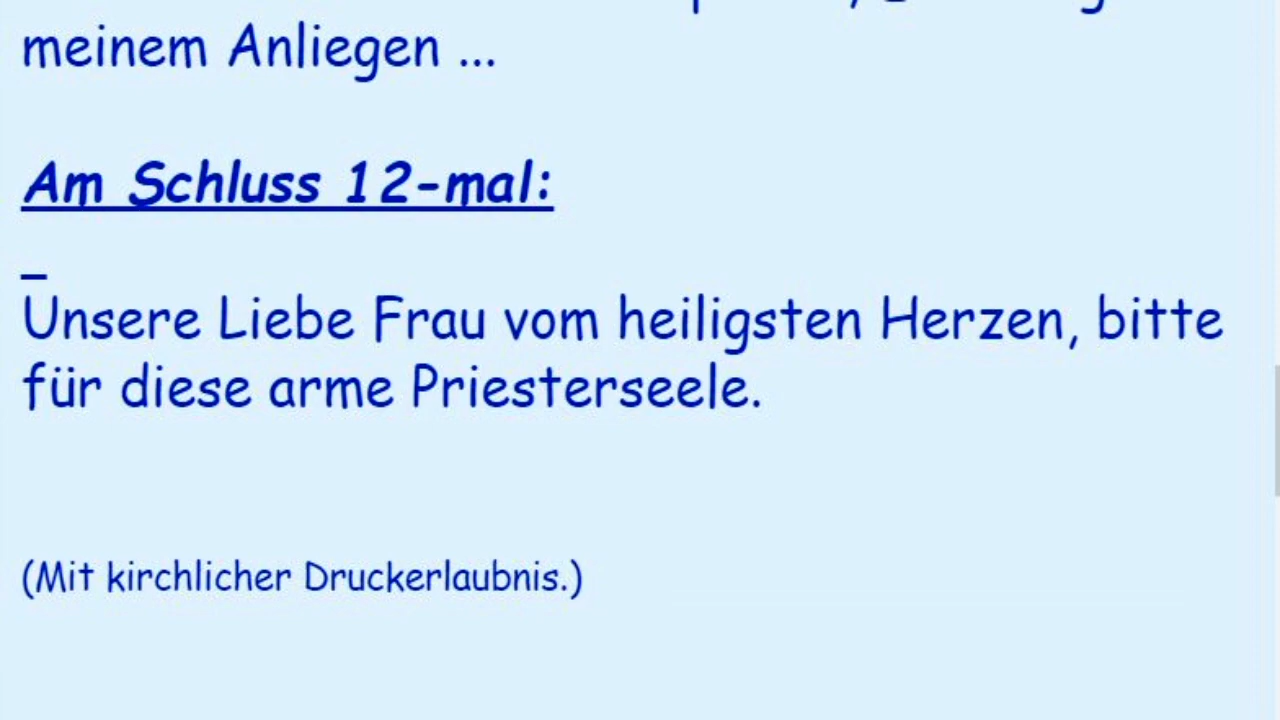 meinem Anliegen ...
Am Schluss 12-mal:
Unsere Liebe Frau vom heiligsten Herzen, bitte
für diese arme Priesterseele.
(Mit kirchlicher Druckerlaubnis.)